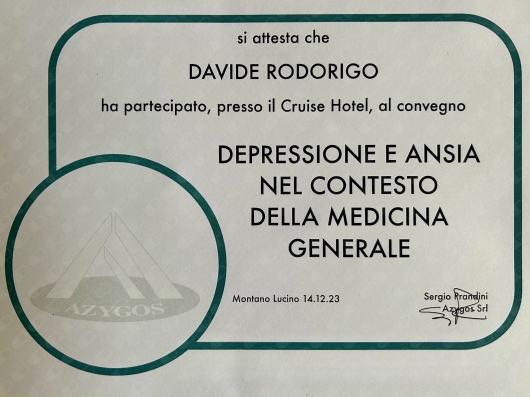 si attesta che
DAVIDE RODORIGO
ha partecipato, presso il Cruise Hotel, al convegno
DEPRESSIONE E ANSIA
NEL CONTESTO
DELLA MEDICINA
GENERALE
AZYGOS
Montano Lucino 14.12.23
Sergio Prandini
Azygos Srl